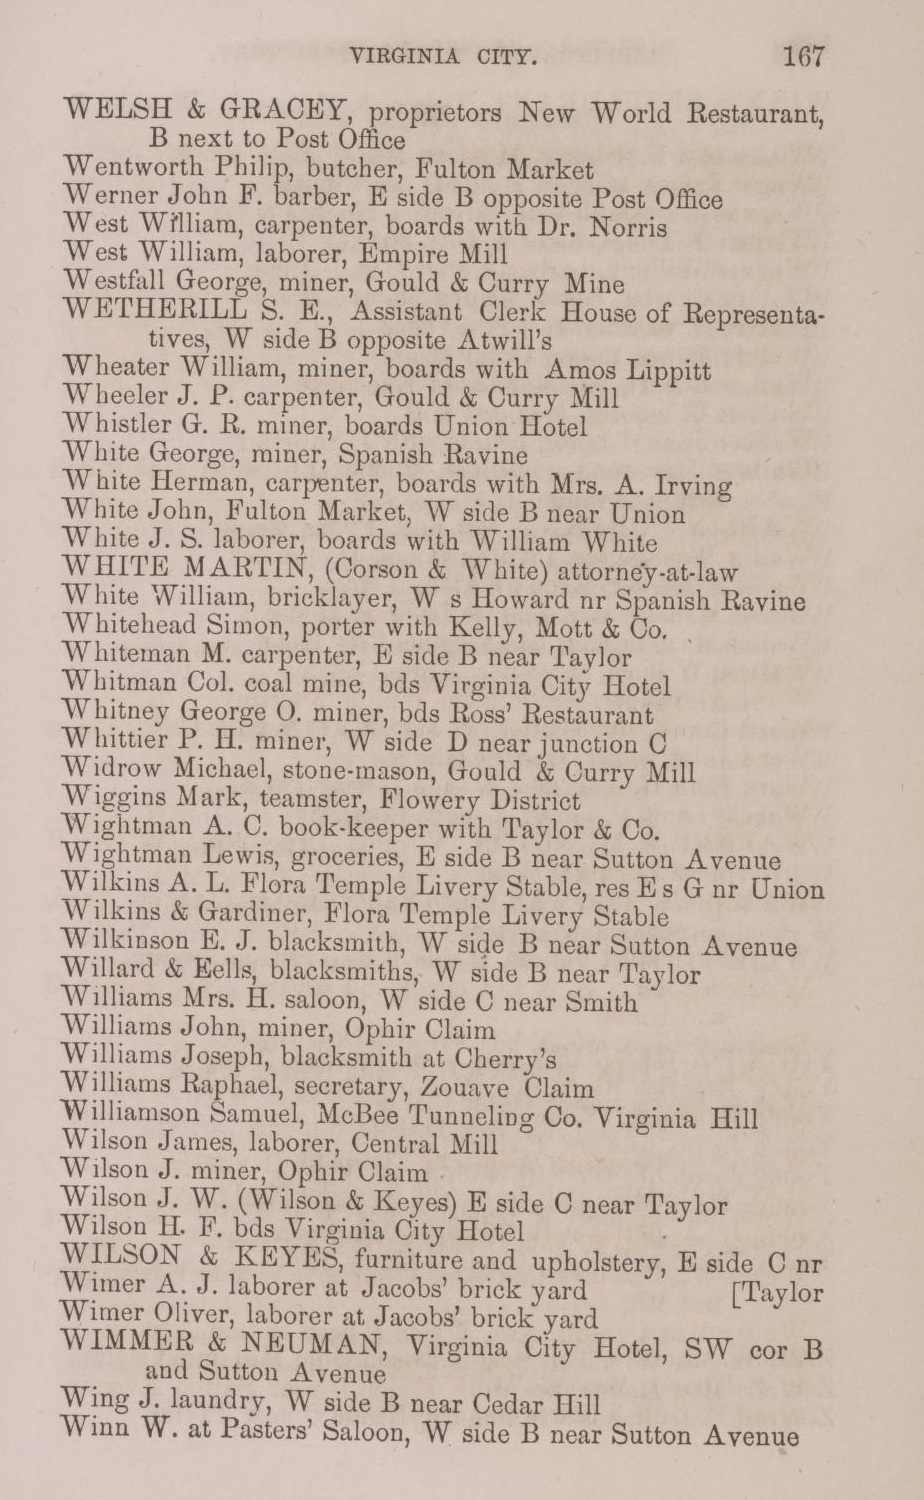 VIRGINIA CITY. 167
WELSH & GRACEY, proprietors New World Restaurant,
B next to Post Office
Wentworth Philip, butcher, Fulton Market
Werner John F. barber, E side B opposite Post Office
West William, carpenter, boards with Dr. Norris
West William, laborer, Empire Mill
Westfall George, miner, Gould & Curry Mine
WETHERILL S. E., Assistant Clerk House of Representa-
tives, W side B opposite Atwill's
Wheater William, miner, boards with Amos Lippitt
Wheeler J. P. carpenter, Gould & Curry Mill
Whistler G. R. miner, boards Union Hotel
White George, miner, Spanish Ravine
White Herman, carpenter, boards with Mrs. A. Irving
White John, Fulton Market, W side B near Union
White J. S. laborer, boards with William White
WHITE MARTIN, (Corson & White) attorney-at-law
White William, bricklayer, W s Howard nr Spanish Ravine
Whitehead Simon, porter with Kelly, Mott & Co.
Whiteman M. carpenter, E side B near Taylor
Whitman Col. coal mine, bds Virginia City Hotel
Whitney George O. miner, bds Ross' Restaurant
Whittier P. H. miner, W side D near junction C
Widrow Michael, stone-mason, Gould & Curry Mill
Wiggins Mark, teamster, Flowery District
Wightman A. C. book-keeper with Taylor & Co.
Wightman Lewis, groceries, E side B near Sutton Avenue
Wilkins A. L. Flora Temple Livery Stable, res E s G nr Union
Wilkins & Gardiner, Flora Temple Livery Stable
Wilkinson E. J. blacksmith, W side B near Sutton Avenue
Willard & Eells, blacksmiths, W side B near Taylor
Williams Mrs. H. saloon, W side C near Smith
Williams John, miner, Ophir Claim
Williams Joseph, blacksmith at Cherry's
Williams Raphael, secretary, Zouave Claim
Williamson Samuel, McBee Tunneling Co. Virginia Hill
Wilson James, laborer, Central Mill
Wilson J. miner, Ophir Claim
Wilson J. W. (Wilson & Keyes) E side C near Taylor
Wilson H. F. bds Virginia City Hotel
WILSON & KEYES, furniture and upholstery, E side C nr
Wimer A. J. laborer at Jacobs' brick yard [Taylor
Wimer Oliver, laborer at Jacobs' brick yard
WIMMER & NEUMAN, Virginia City Hotel, SW cor B
and Sutton Avenue
Wing J. laundry, W side B near Cedar Hill
Winn W. at Pasters' Saloon, W side B near Sutton Avenue